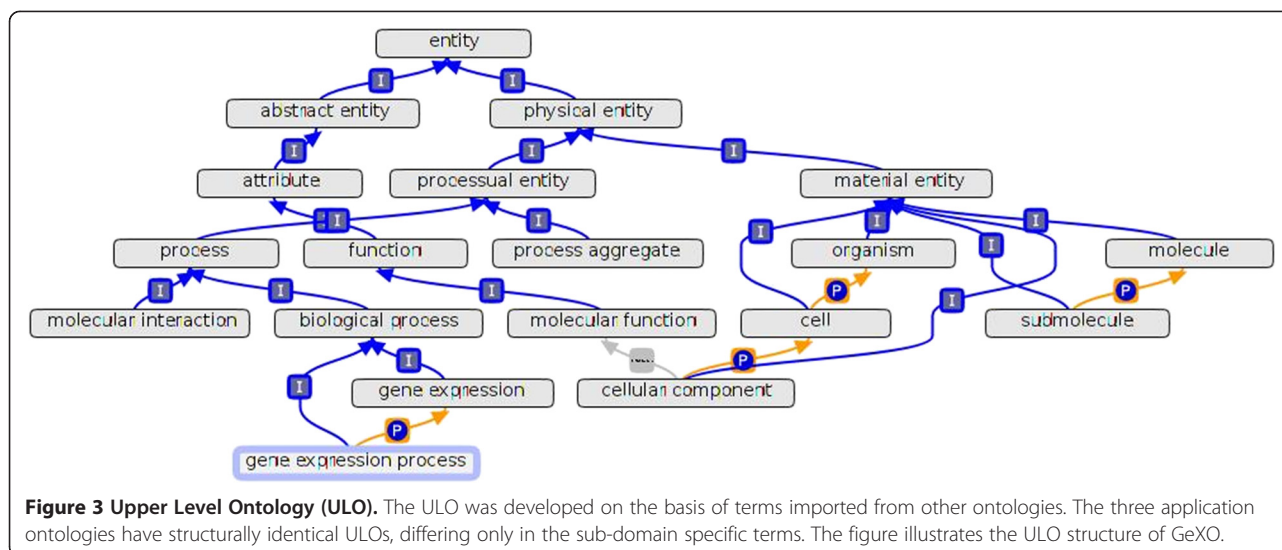 entity
I I
abstract entity physical entity
I I I
attribute processual entity material entity
I I I I I I
process function process aggregate organism molecule
I I I P I P
molecular interaction biological process molecular function cell submolecule
I I P
gene expression cellular component
P
gene expression process
Figure 3 Upper Level Ontology (ULO). The ULO was developed on the basis of terms imported from other ontologies. The three application
ontologies have structurally identical ULOs, differing only in the sub-domain specific terms. The figure illustrates the ULO structure of GeXO.